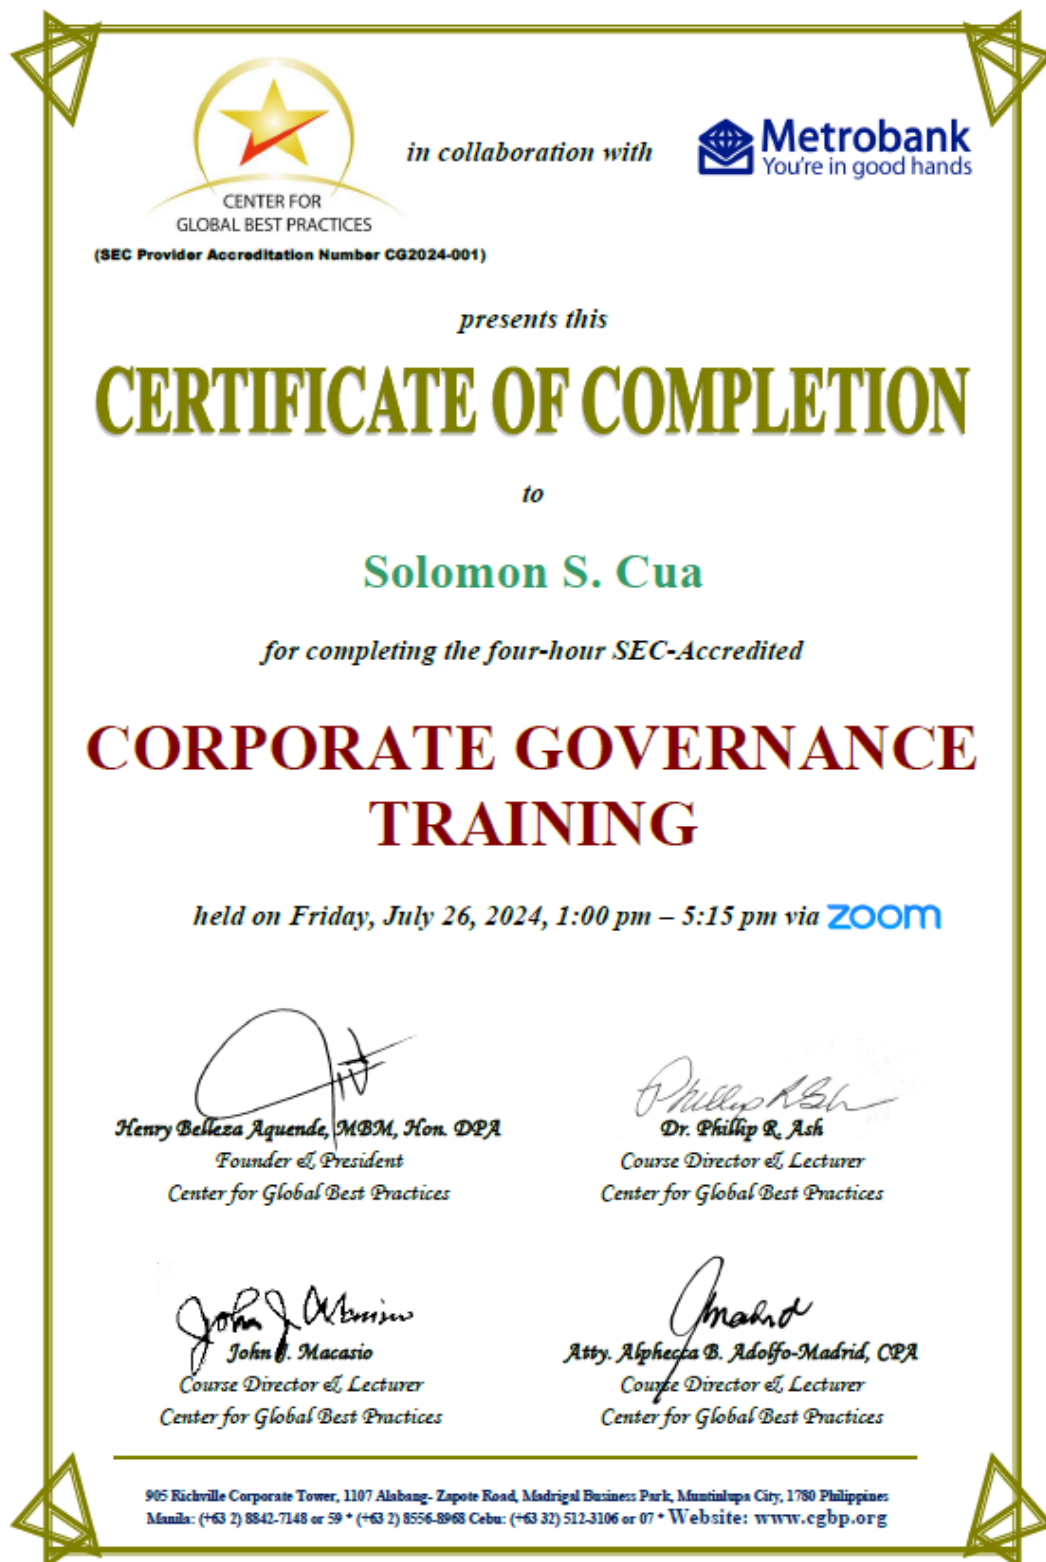 CENTER FOR
GLOBAL BEST PRACTICES
(SEC Provider Accreditation Number CG2024-001)
in collaboration with
Metrobank
You're in good hands
presents this
CERTIFICATE OF COMPLETION
to
Solomon S. Cua
for completing the four-hour SEC-Accredited
CORPORATE GOVERNANCE
TRAINING
held on Friday, July 26, 2024, 1:00 pm – 5:15 pm via zoom
Henry Belleza Aquende, MBM, Hon. DPA
Founder & President
Center for Global Best Practices
Phillip R Ash
Dr. Phillip R. Ash
Course Director & Lecturer
Center for Global Best Practices
John J. Macasio
John J. Macasio
Course Director & Lecturer
Center for Global Best Practices
Atty. Alphecca B. Adolfo-Madrid, CPA
Course Director & Lecturer
Center for Global Best Practices
905 Richville Corporate Tower, 1107 Alabang- Zapote Road, Madrigal Business Park, Muntinlupa City, 1780 Philippines
Manila: (+63 2) 8842-7148 or 59 * (+63 2) 8556-8968 Cebu: (+63 32) 512-3106 or 07 * Website: www.cgbp.org